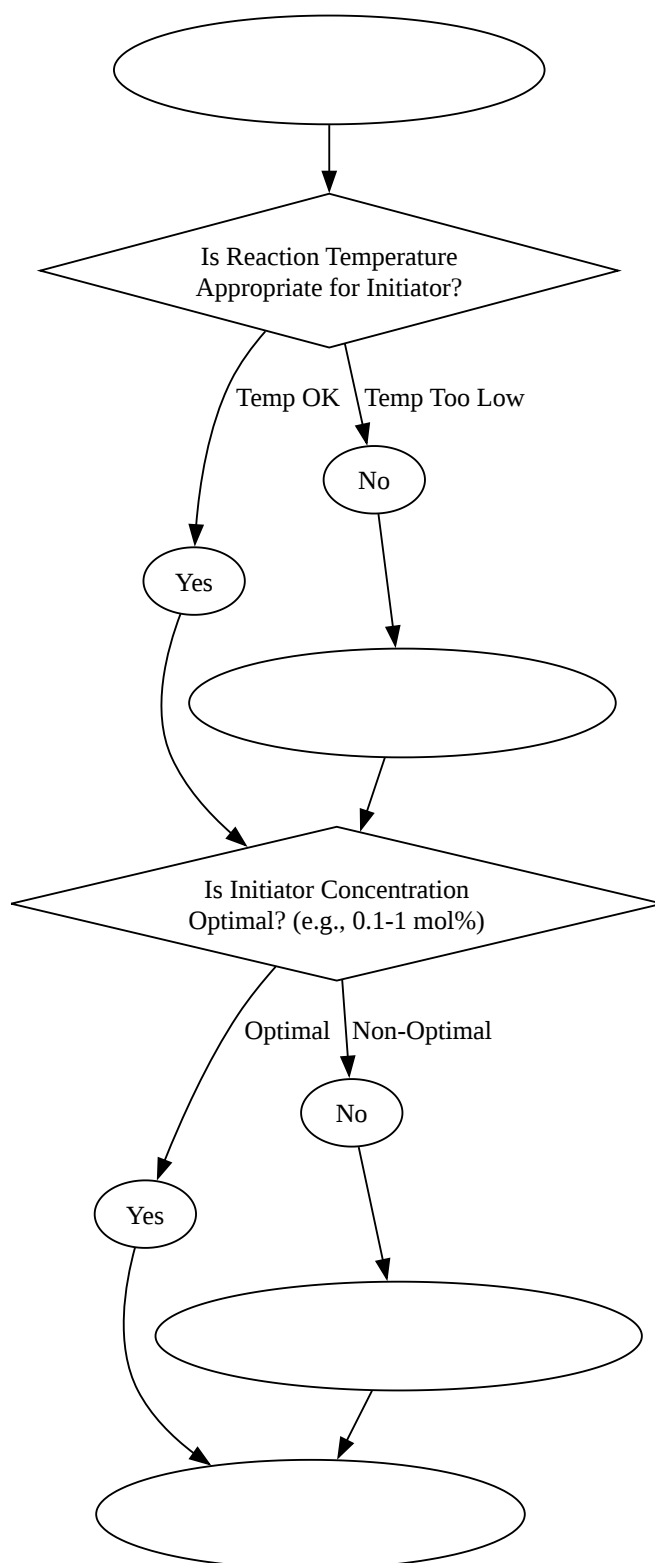 Is Reaction Temperature
Appropriate for Initiator?
Temp OK
Temp Too Low
No
Yes
Is Initiator Concentration
Optimal? (e.g., 0.1-1 mol%)
Optimal
Non-Optimal
No
Yes